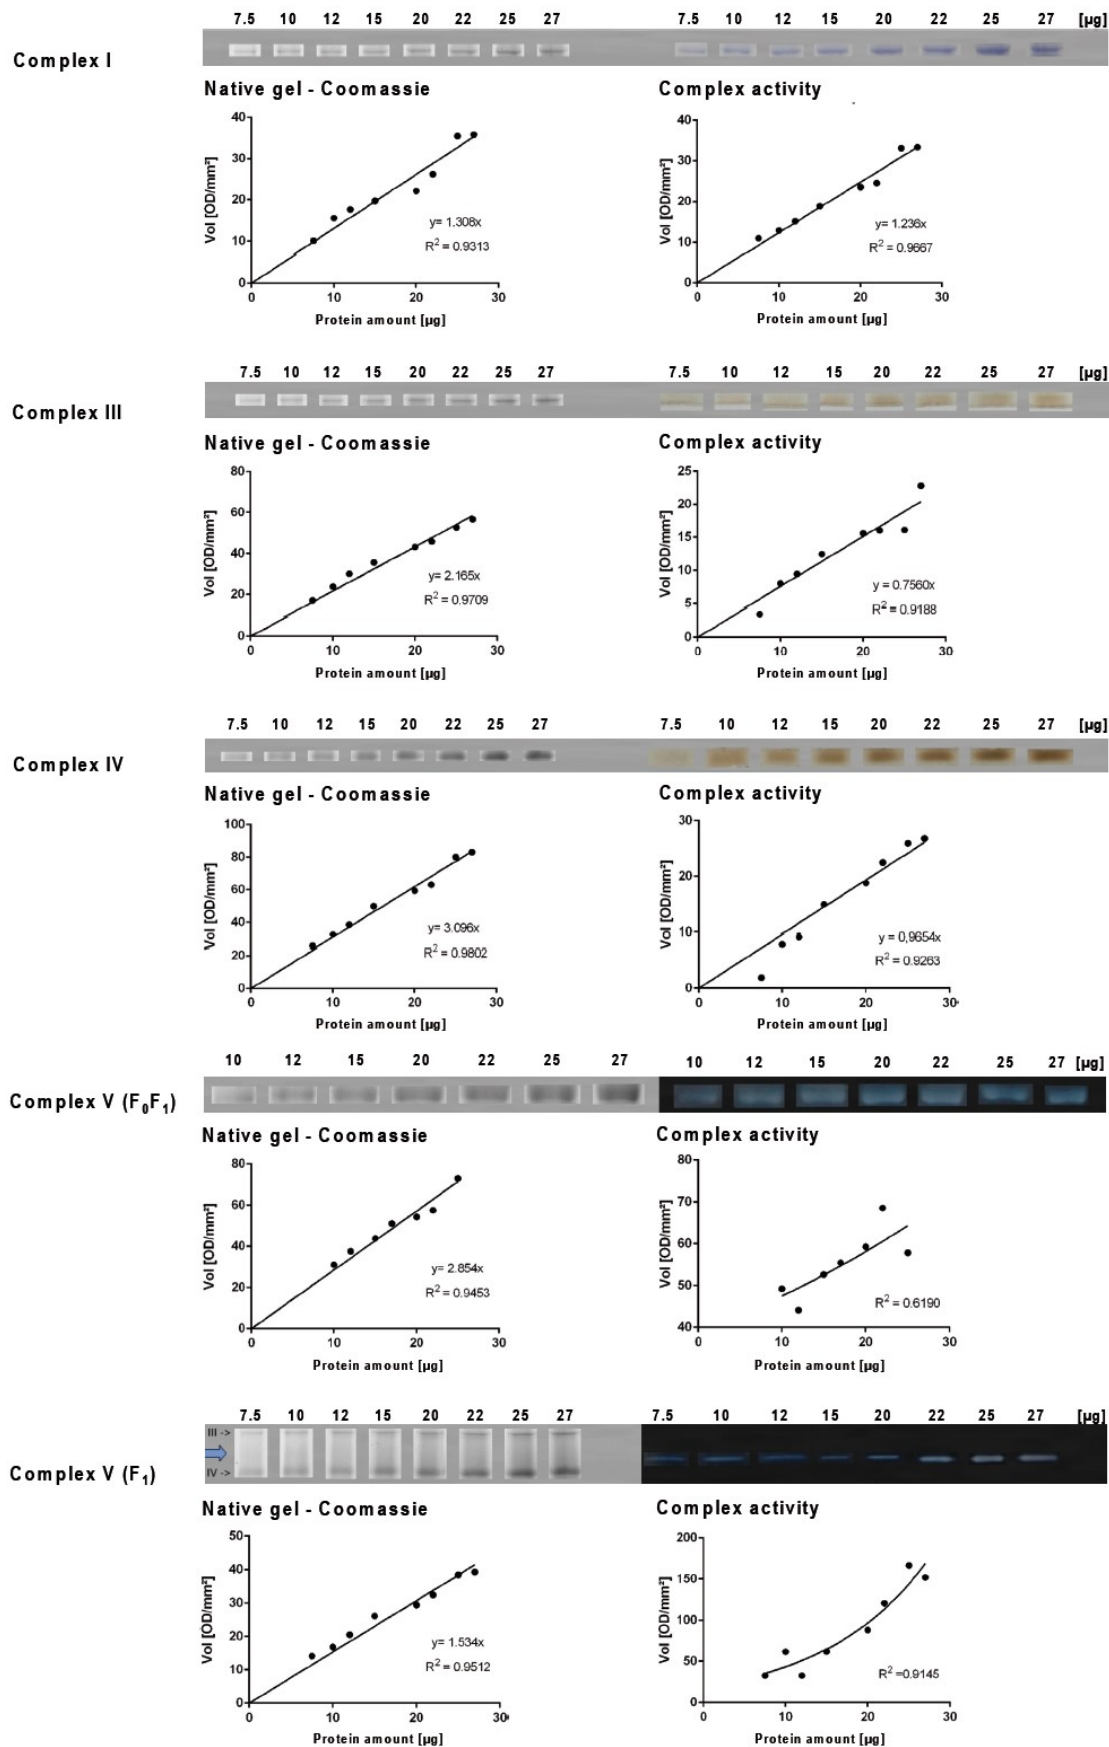 7.5 10 12 15 20 22 25 27 7.5 10 12 15 20 22 25 27 [µg]
Complex I
Native gel - Coomassie Complex activity
40 30 20 10 0
Vol [OD/mm²]
y= 1.308x
R² = 0.9313
0 10 20 30
Protein amount [µg]
40 30 20 10 0
Vol [OD/mm²]
y= 1.236x
R² = 0.9667
0 10 20 30
Protein amount [µg]
7.5 10 12 15 20 22 25 27 7.5 10 12 15 20 22 25 27 [µg]
Complex III
Native gel - Coomassie Complex activity
80 60 40 20 0
Vol [OD/mm²]
y= 2.165x
R² = 0.9709
0 10 20 30
Protein amount [µg]
25 20 15 10 5 0
Vol [OD/mm²]
y = 0.7560x
R² = 0.9188
0 10 20 30
Protein amount [µg]
7.5 10 12 15 20 22 25 27 7.5 10 12 15 20 22 25 27 [µg]
Complex IV
Native gel - Coomassie Complex activity
100 80 60 40 20 0
Vol [OD/mm²]
y= 3.096x
R² = 0.9802
0 10 20 30
Protein amount [µg]
30 20 10 0
Vol [OD/mm²]
y = 0,9654x
R² = 0.9263
0 10 20 30
Protein amount [µg]
10 12 15 20 22 25 27 10 12 15 20 22 25 27 [µg]
Complex V (F₀F₁)
Native gel - Coomassie Complex activity
80 60 40 20 0
Vol [OD/mm²]
y= 2.854x
R² = 0.9453
0 10 20 30
Protein amount [µg]
80 70 60 50 40
Vol [OD/mm²]
R² = 0.6190
0 10 20 30
Protein amount [µg]
7.5 10 12 15 20 22 25 27 7.5 10 12 15 20 22 25 27 [µg]
III ->
IV ->
Complex V (F₁)
Native gel - Coomassie Complex activity
50 40 30 20 10 0
Vol [OD/mm²]
y= 1.534x
R² = 0.9512
0 10 20 30
Protein amount [µg]
200 150 100 50 0
Vol [OD/mm²]
R² =0.9145
0 10 20 30
Protein amount [µg]